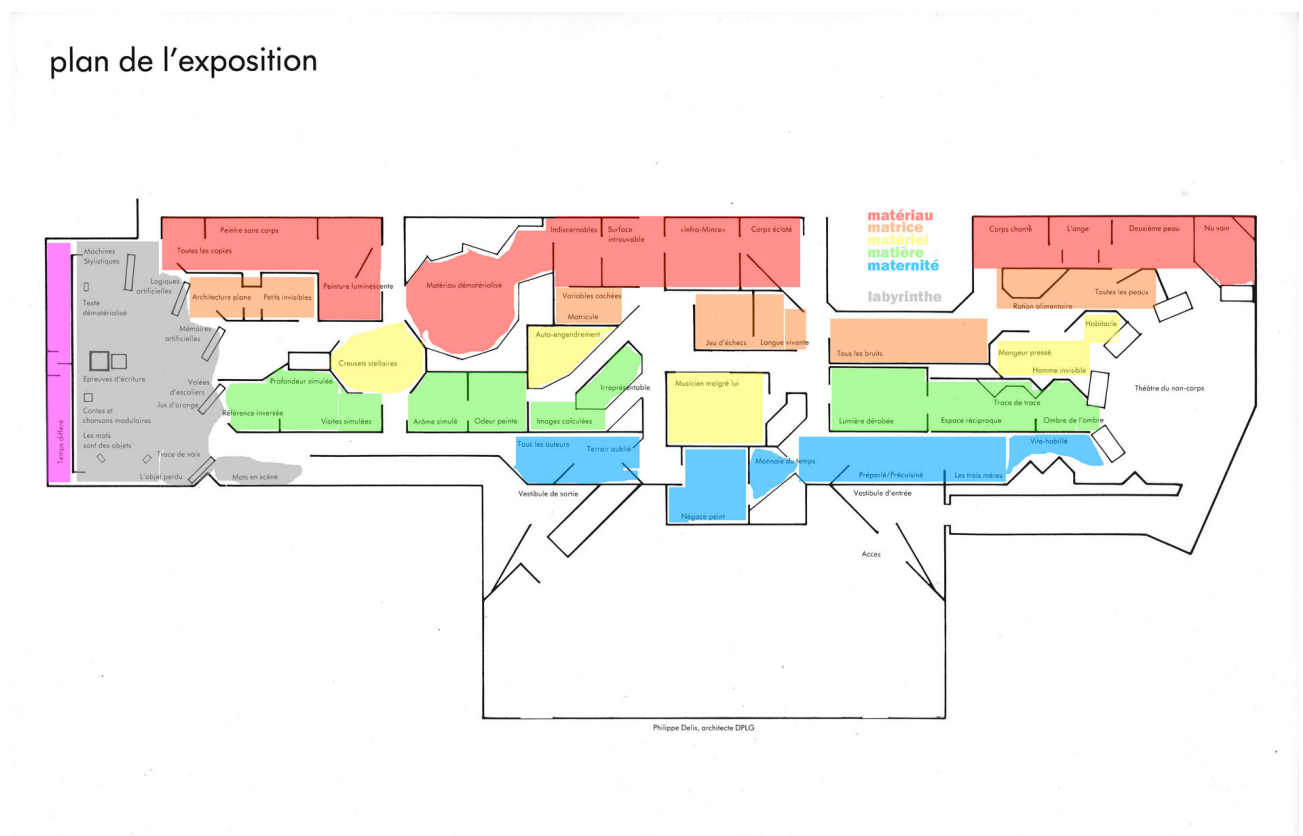 plan de l'exposition
matériau
matrice
matériel
matière
maternité
labyrinthe
Machines
Stylistiques
Logiques
artificielles
Texte
dématérialisé
Mémoires
artificielles
Epreuves d'écriture
Volées
d'escaliers
Jus d'orange
Contes et
chansons modulaires
Les mots
sont des objets
Trace de voix
L'objet perdu
Mots en scène
Temps différé
Peintre sans corps
Toutes les copies
Peinture luminescente
Architecture plane
Petits invisibles
Creusets stellaires
Profondeur simulée
Référence inversée
Visites simulées
Matériau dématérialisé
Indiscernables
Surface
introuvable
«Infra-Mince»
Corps éclaté
Variables cachées
Matricule
Auto-engendrement
Jeu d'échecs
Langue vivante
Irreprésentable
Arôme simulé
Odeur peinte
Images calculées
Musicien malgré lui
Tous les auteurs
Terroir oublié
Monnaie du temps
Négoce peint
Vestibule de sortie
Corps chanté
L'ange
Deuxième peau
Nu vain
Ration alimentaire
Toutes les peaux
Tous les bruits
Habitacle
Mangeur pressé
Homme invisible
Théâtre du non-corps
Trace de trace
Lumière dérobée
Espace réciproque
Ombre de l'ombre
Vite-habillé
Préparlé/Précuisiné
Les trois mères
Vestibule d'entrée
Accès
Philippe Delis, architecte DPLG